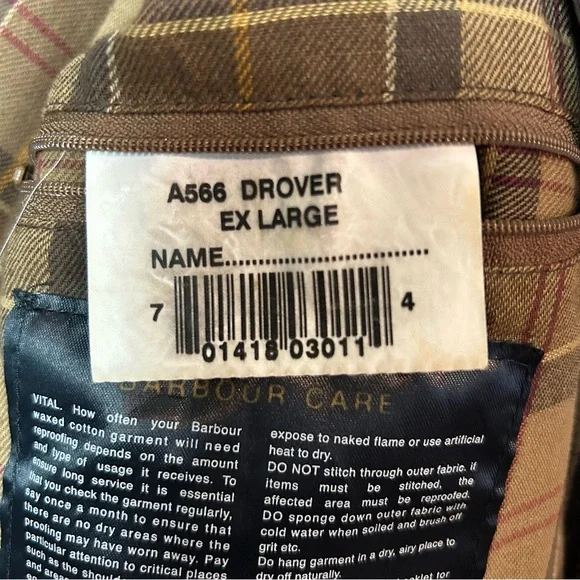 A566 DROVER
EX LARGE
NAME..............................
7 01418 03011 4
BARBOUR CARE
VITAL. How often your Barbour
waxed cotton garment will need
reproofing depends on the amount
and type of usage it receives. To
ensure long service it is essential
that you check the garment regularly,
say once a month to ensure that
there are no dry areas where the
proofing may have worn away. Pay
particular attention to critical places
such as the
and areas
expose to naked flame or use artificial
heat to dry.
DO NOT stitch through outer fabric. if
items must be stitched, the
affected area must be reproofed.
DO sponge down outer fabric with
cold water when soiled and brush off
grit etc.
Do hang garment in a dry, airy place to
dry off naturally.